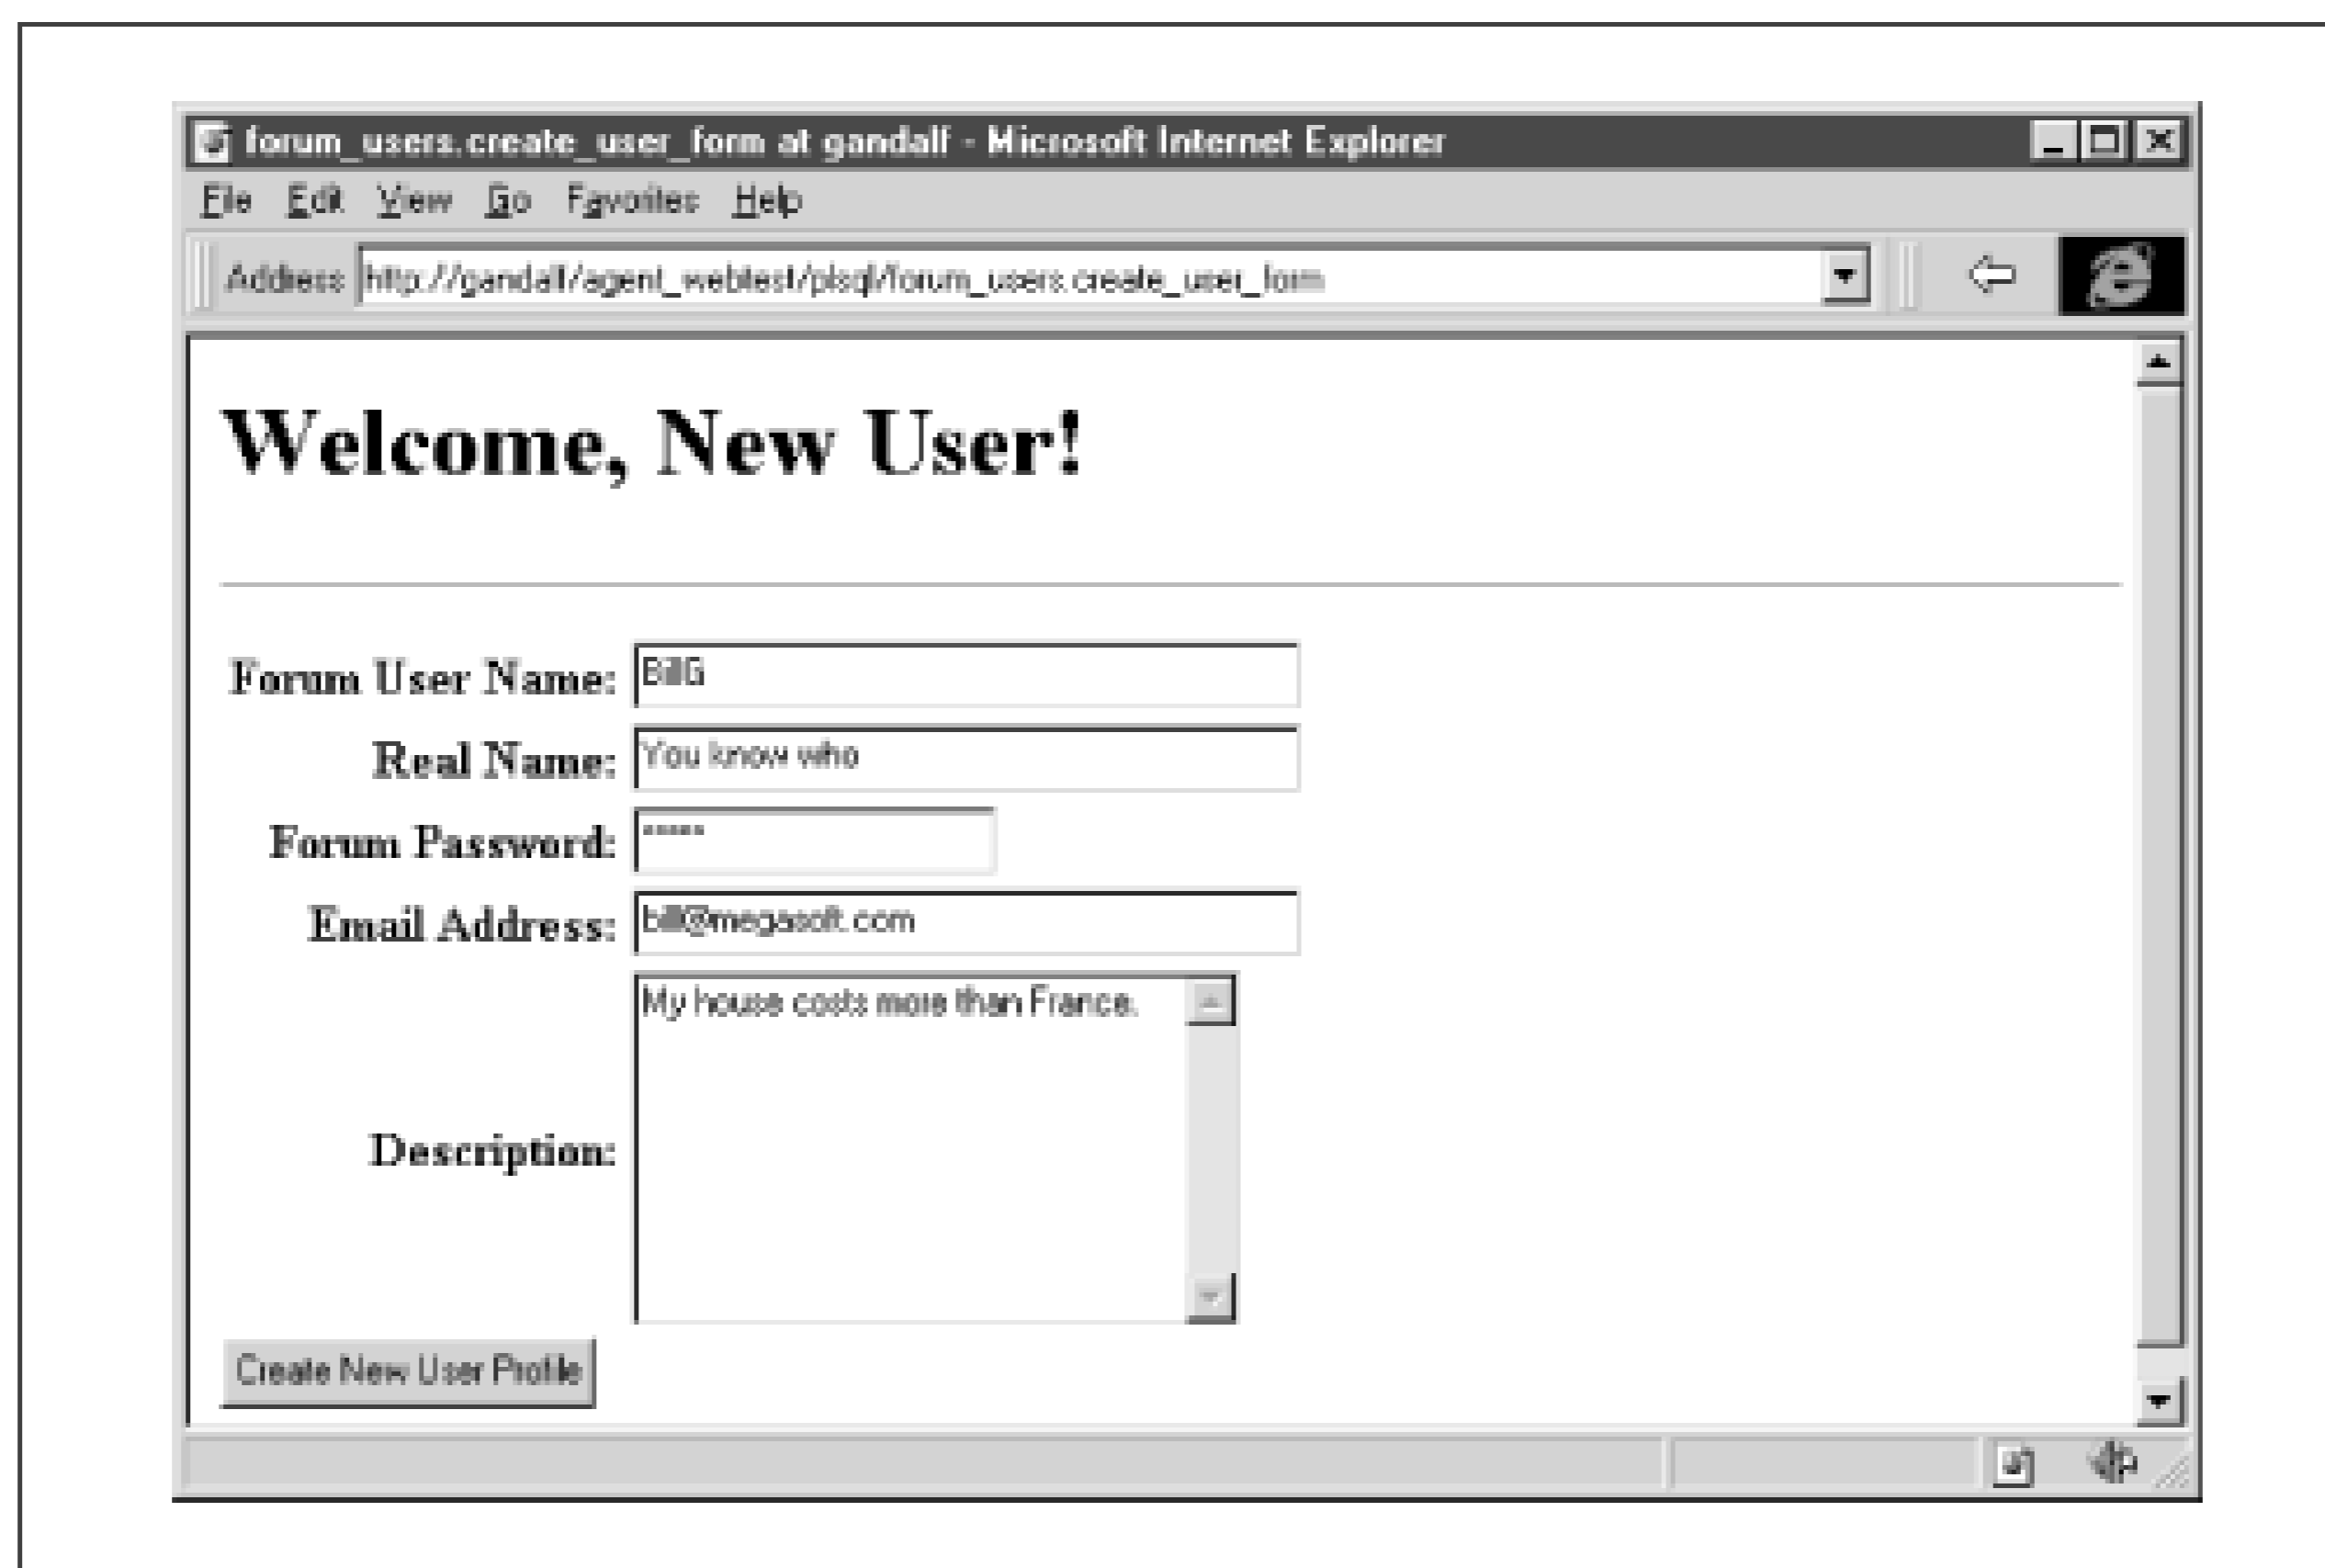 forum_users.create_user_form at gandalf - Microsoft Internet Explorer
File Edit View Go Favorites Help
Address http://gandalf/agent_webtest/plsql/forum_users.create_user_form
Welcome, New User!
Forum User Name: BillG
Real Name: You know who
Forum Password: *****
Email Address: bill@megasoft.com
My house costs more than France.
Description:
Create New User Profile